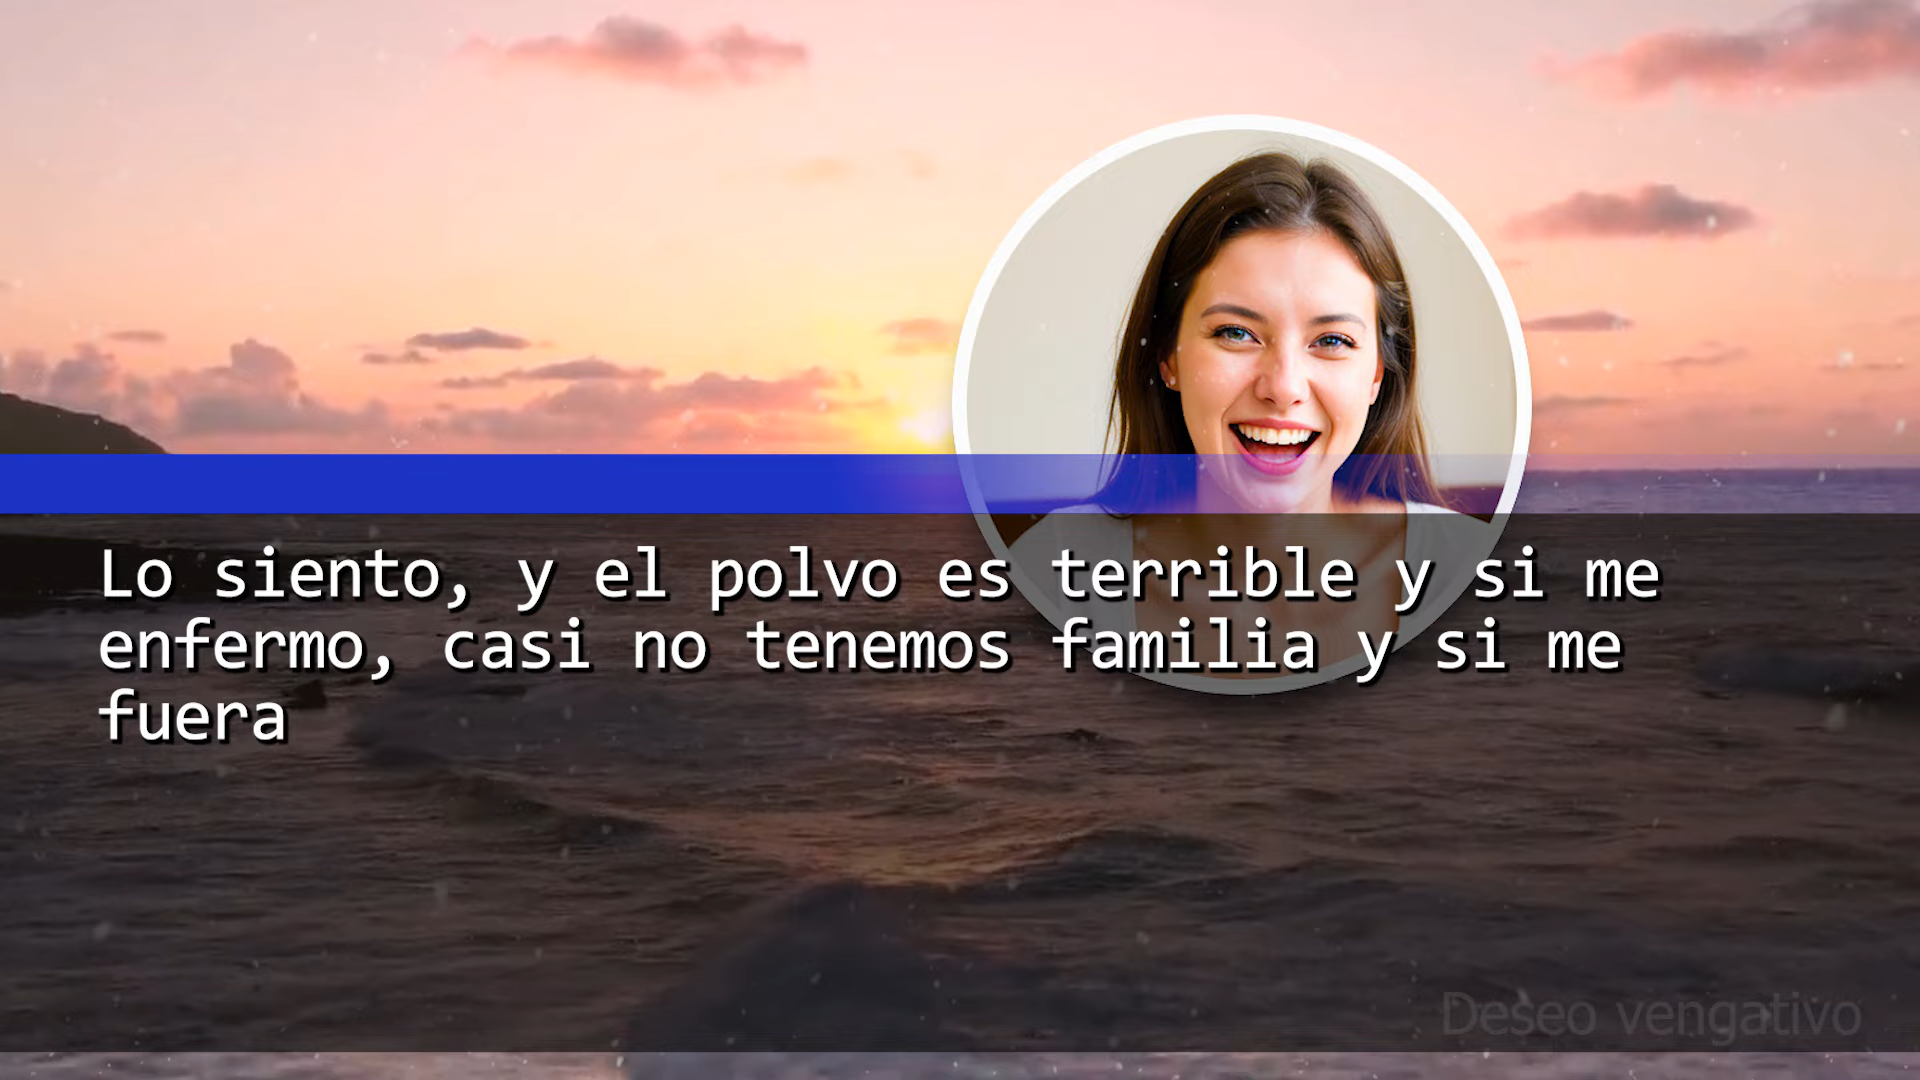 Lo siento, y el polvo es terrible y si me
enfermo, casi no tenemos familia y si me
fuera
Deseo vengativo